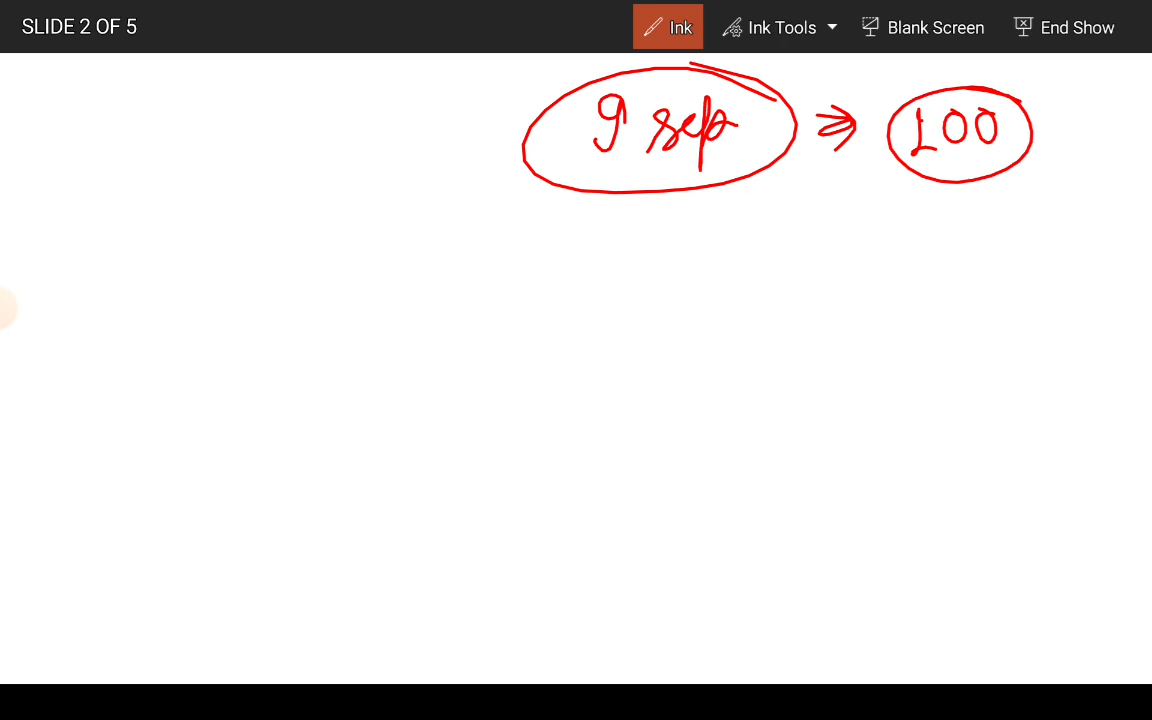 SLIDE 2 OF 5 Ink Ink Tools Blank Screen End Show
9 sep ⇒ 100